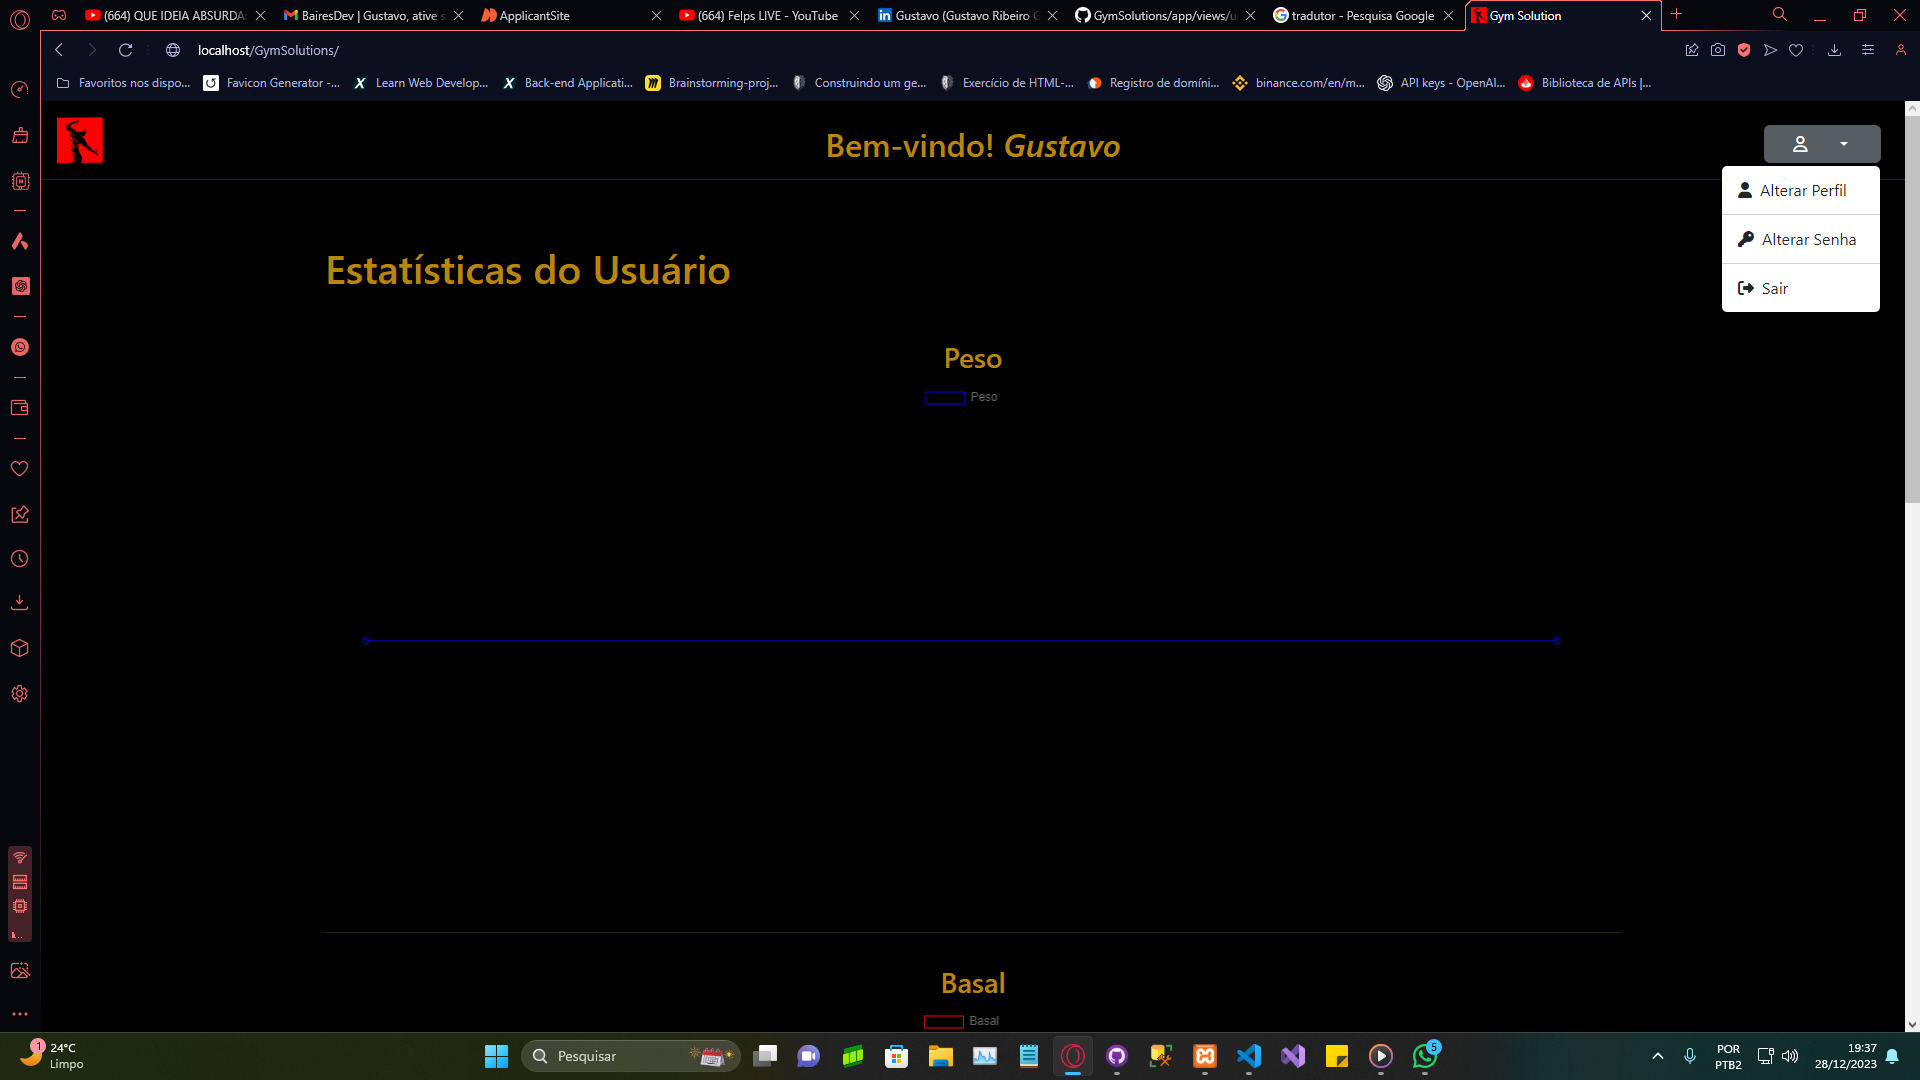 (664) QUE IDEIA ABSURDA
BairesDev | Gustavo, ative s
ApplicantSite
(664) Felps LIVE - YouTube
Gustavo (Gustavo Ribeiro G
GymSolutions/app/views/u
tradutor - Pesquisa Google
Gym Solution
localhost/GymSolutions/
Favoritos nos dispo...
Favicon Generator -...
Learn Web Develop...
Back-end Applicati...
Brainstorming-proj...
Construindo um ge...
Exercício de HTML-...
Registro de domíni...
binance.com/en/m...
API keys - OpenAI...
Biblioteca de APIs |...
Bem-vindo! Gustavo
Alterar Perfil
Alterar Senha
Sair
Estatísticas do Usuário
Peso
Peso
Basal
Basal
1
24°C
Limpo
Pesquisar
5
POR
PTB2
19:37
28/12/2023